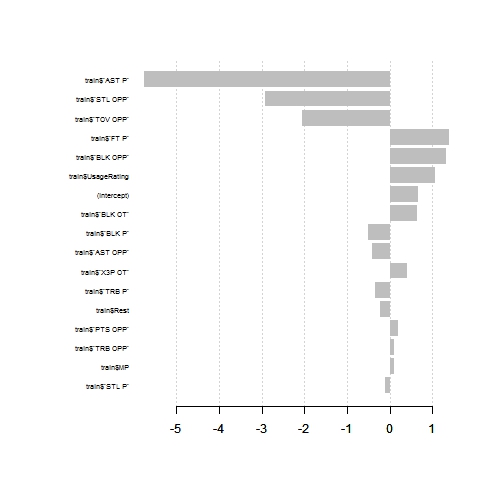 train$"AST P"
train$"STL OPP"
train$"TOV OPP"
train$"FT P"
train$"BLK OPP"
train$UsageRating
(Intercept)
train$"BLK OT"
train$"BLK P"
train$"AST OPP"
train$"X3P OT"
train$"TRB P"
train$Rest
train$"PTS OPP"
train$"TRB OPP"
train$MP
train$"STL P"
-5 -4 -3 -2 -1 0 1